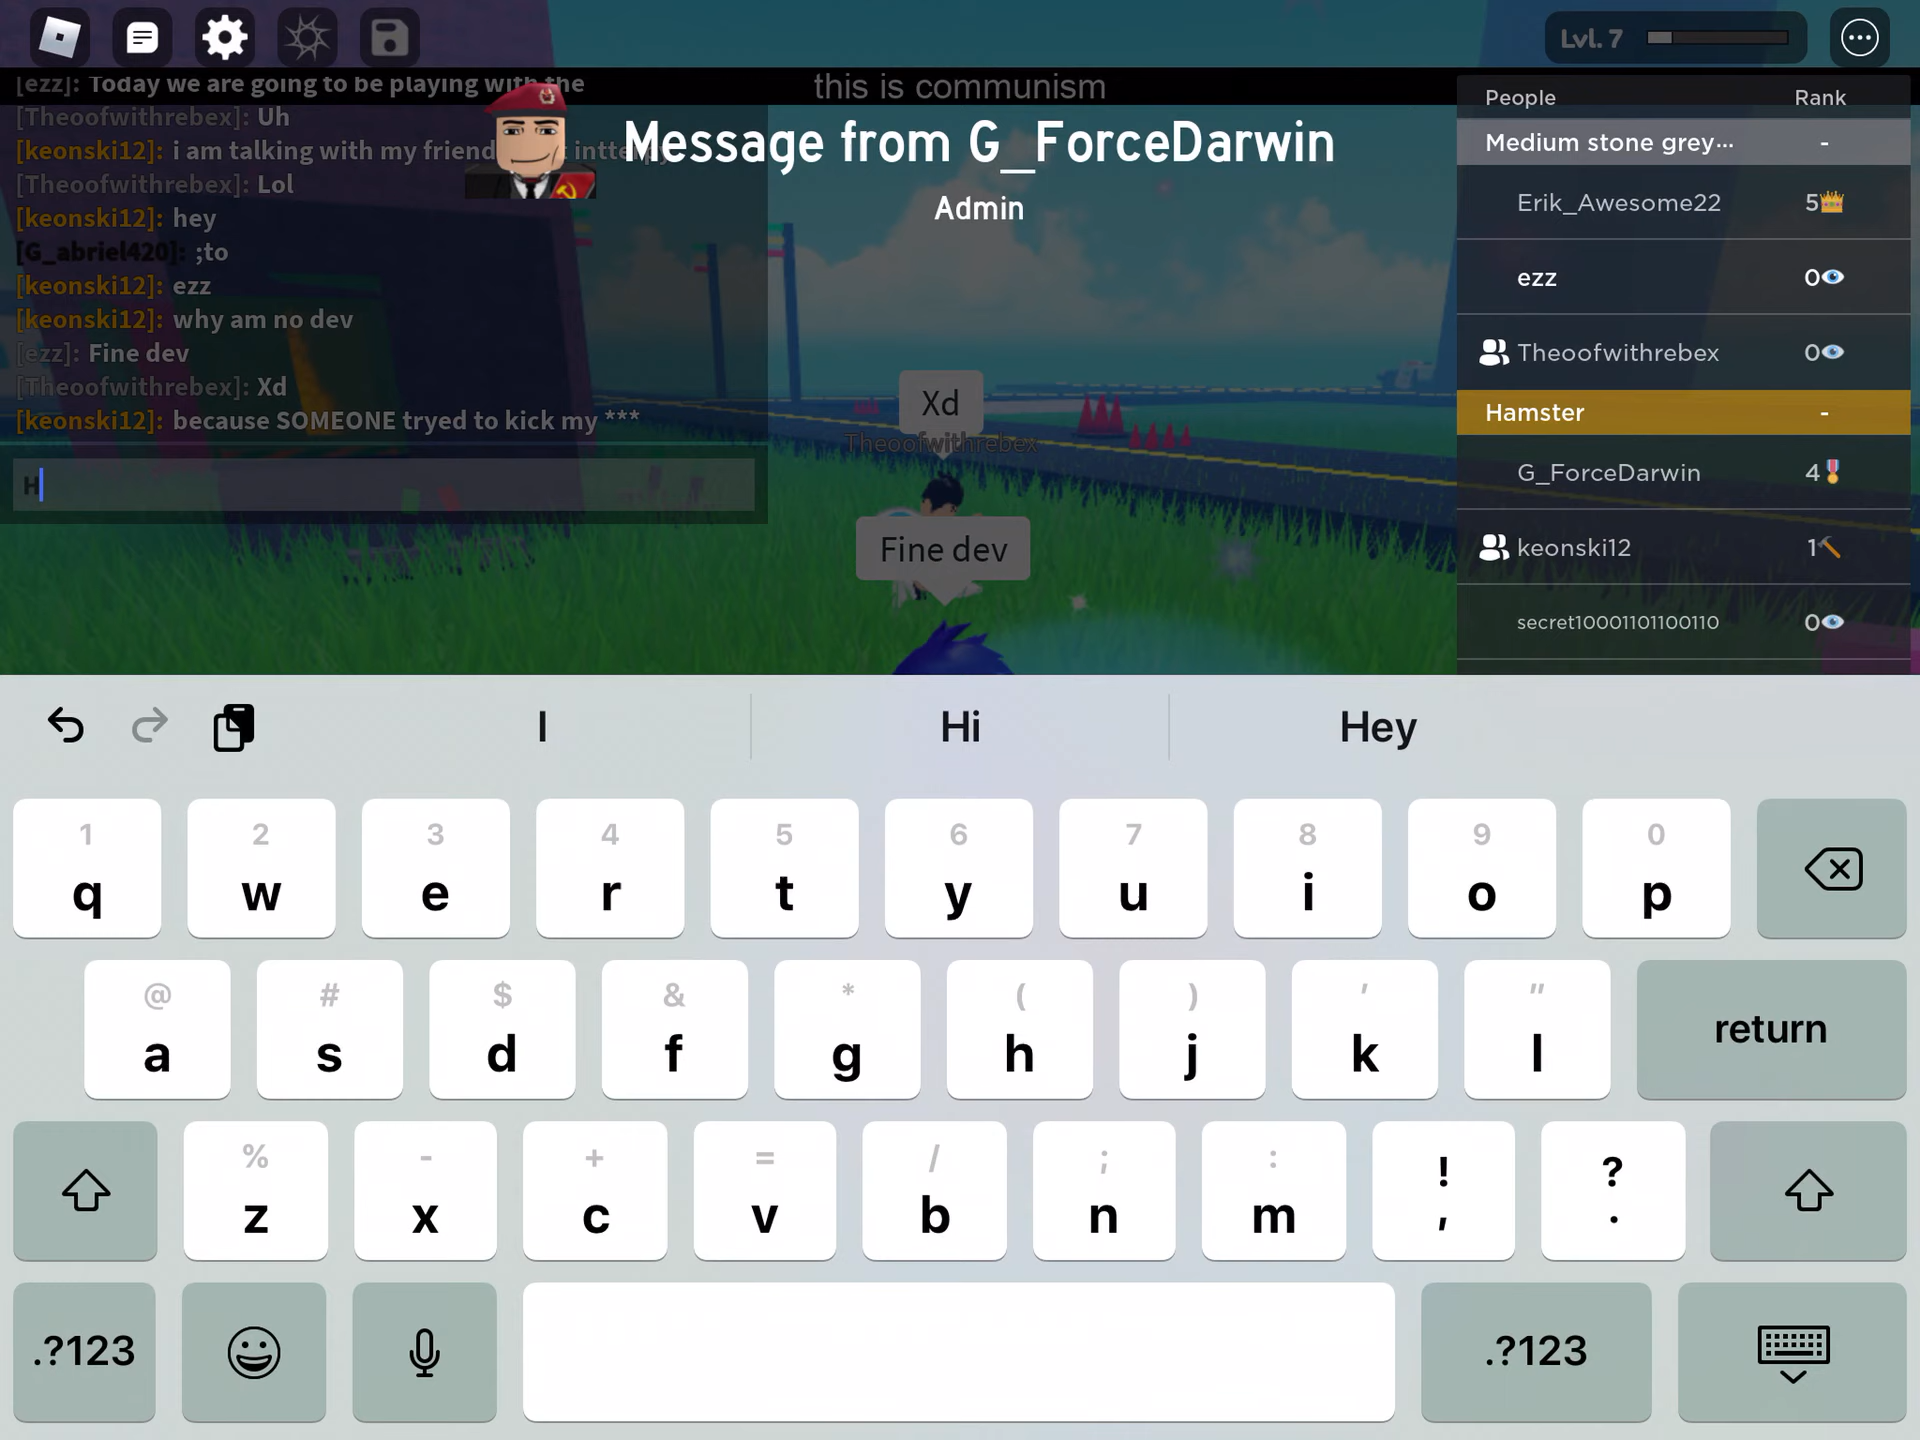 Lvl. 7
[ezz]: Today we are going to be playing with the
[Theoofwithrebex]: Uh
[keonski12]: i am talking with my friend
[Theoofwithrebex]: Lol
[keonski12]: hey
[G_abriel420]: ;to
[keonski12]: ezz
[keonski12]: why am no dev
[ezz]: Fine dev
[Theoofwithrebex]: Xd
[keonski12]: because SOMEONE tryed to kick my ***
H
this is communism
Message from G_ForceDarwin
Admin
Xd
Theoofwithrebex
Fine dev
People Rank
Medium stone grey... -
Erik_Awesome22 5
ezz 0
Theoofwithrebex 0
Hamster -
G_ForceDarwin 4
keonski12 1
secret10001101100110 0
I Hi Hey
1 2 3 4 5 6 7 8 9 0
q w e r t y u i o p
@ # $ & * ( ) ' "
a s d f g h j k l return
% - + = / ; : ! ?
z x c v b n m , .
.?123 .?123